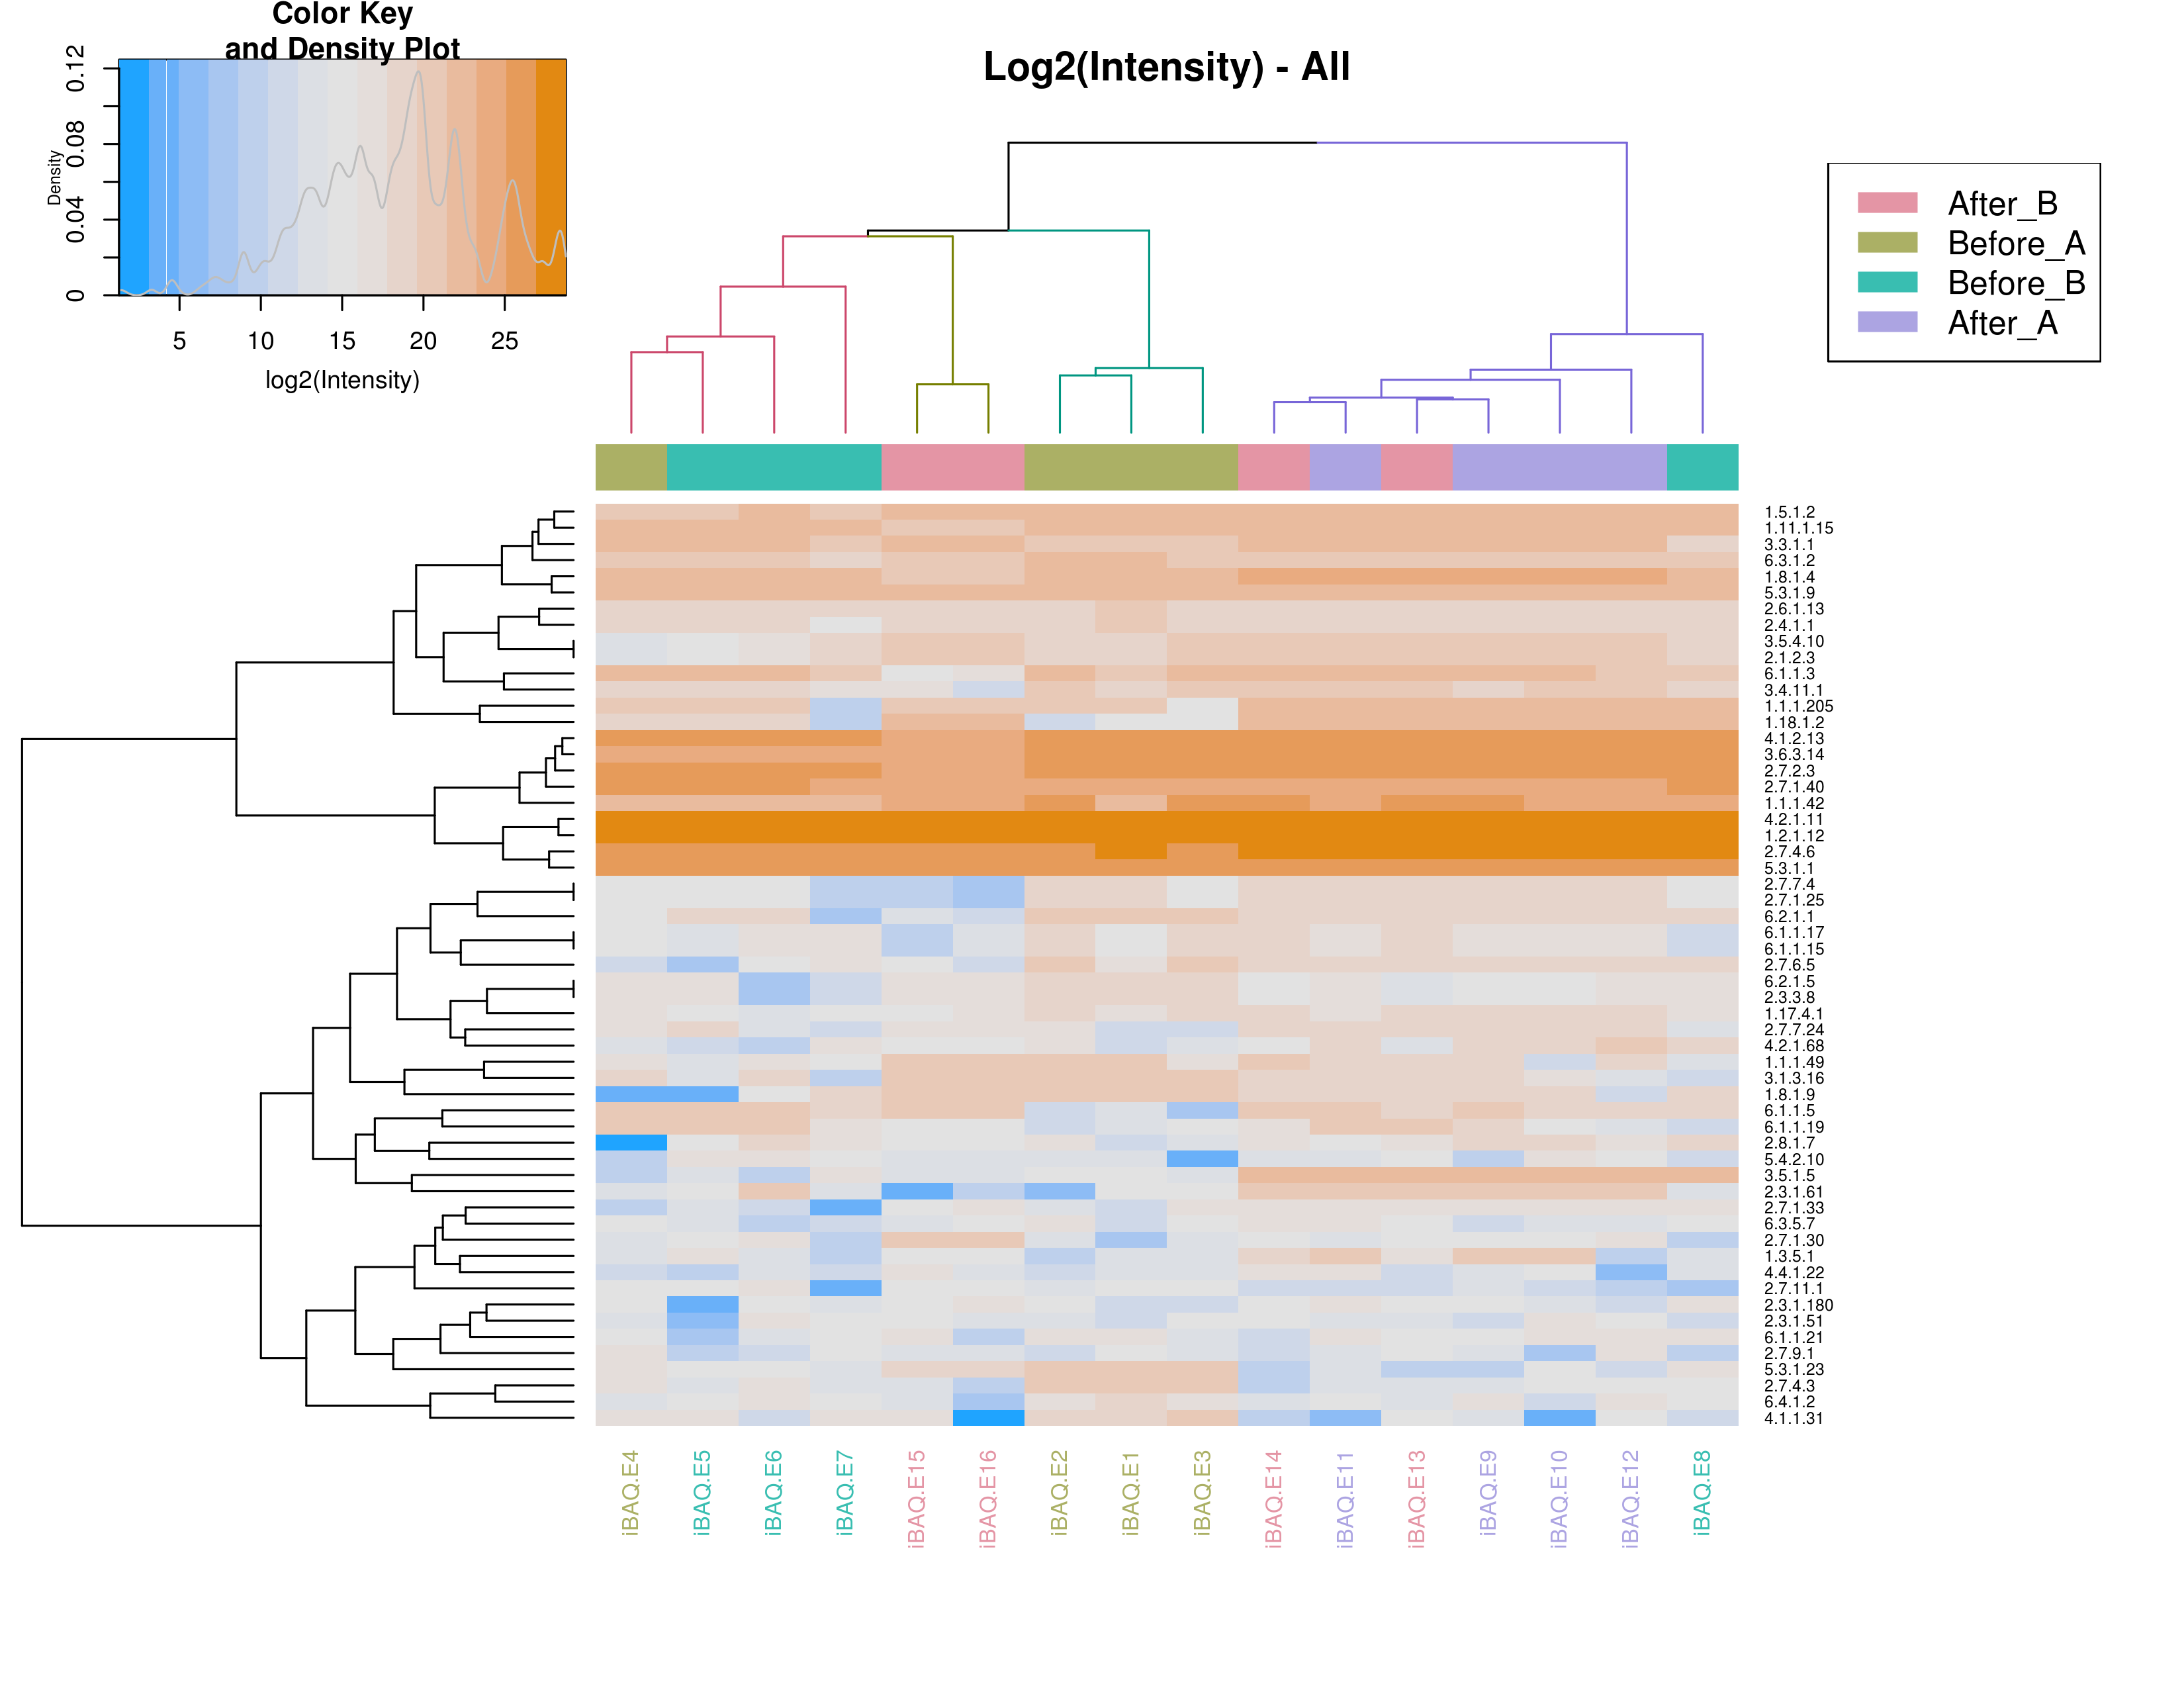 Color Key
and Density Plot
0.12
0.08
0.04
0
Density
5 10 15 20 25
log2(Intensity)
Log2(Intensity) - All
After_B
Before_A
Before_B
After_A
1.5.1.2
1.11.1.15
3.3.1.1
6.3.1.2
1.8.1.4
5.3.1.9
2.6.1.13
2.4.1.1
3.5.4.10
2.1.2.3
6.1.1.3
3.4.11.1
1.1.1.205
1.18.1.2
4.1.2.13
3.6.3.14
2.7.2.3
2.7.1.40
1.1.1.42
4.2.1.11
1.2.1.12
2.7.4.6
5.3.1.1
2.7.7.4
2.7.1.25
6.2.1.1
6.1.1.17
6.1.1.15
2.7.6.5
6.2.1.5
2.3.3.8
1.17.4.1
2.7.7.24
4.2.1.68
1.1.1.49
3.1.3.16
1.8.1.9
6.1.1.5
6.1.1.19
2.8.1.7
5.4.2.10
3.5.1.5
2.3.1.61
2.7.1.33
6.3.5.7
2.7.1.30
1.3.5.1
4.4.1.22
2.7.11.1
2.3.1.180
2.3.1.51
6.1.1.21
2.7.9.1
5.3.1.23
2.7.4.3
6.4.1.2
4.1.1.31
iBAQ.E4
iBAQ.E5
iBAQ.E6
iBAQ.E7
iBAQ.E15
iBAQ.E16
iBAQ.E2
iBAQ.E1
iBAQ.E3
iBAQ.E14
iBAQ.E11
iBAQ.E13
iBAQ.E9
iBAQ.E10
iBAQ.E12
iBAQ.E8